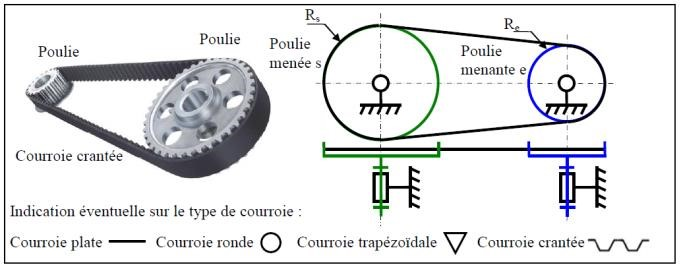 Poulie
Poulie
Courroie crantée
Rs
Poulie
menée s
Re
Poulie
menante e
Indication éventuelle sur le type de courroie :
Courroie plate
Courroie ronde
Courroie trapézoïdale
Courroie crantée